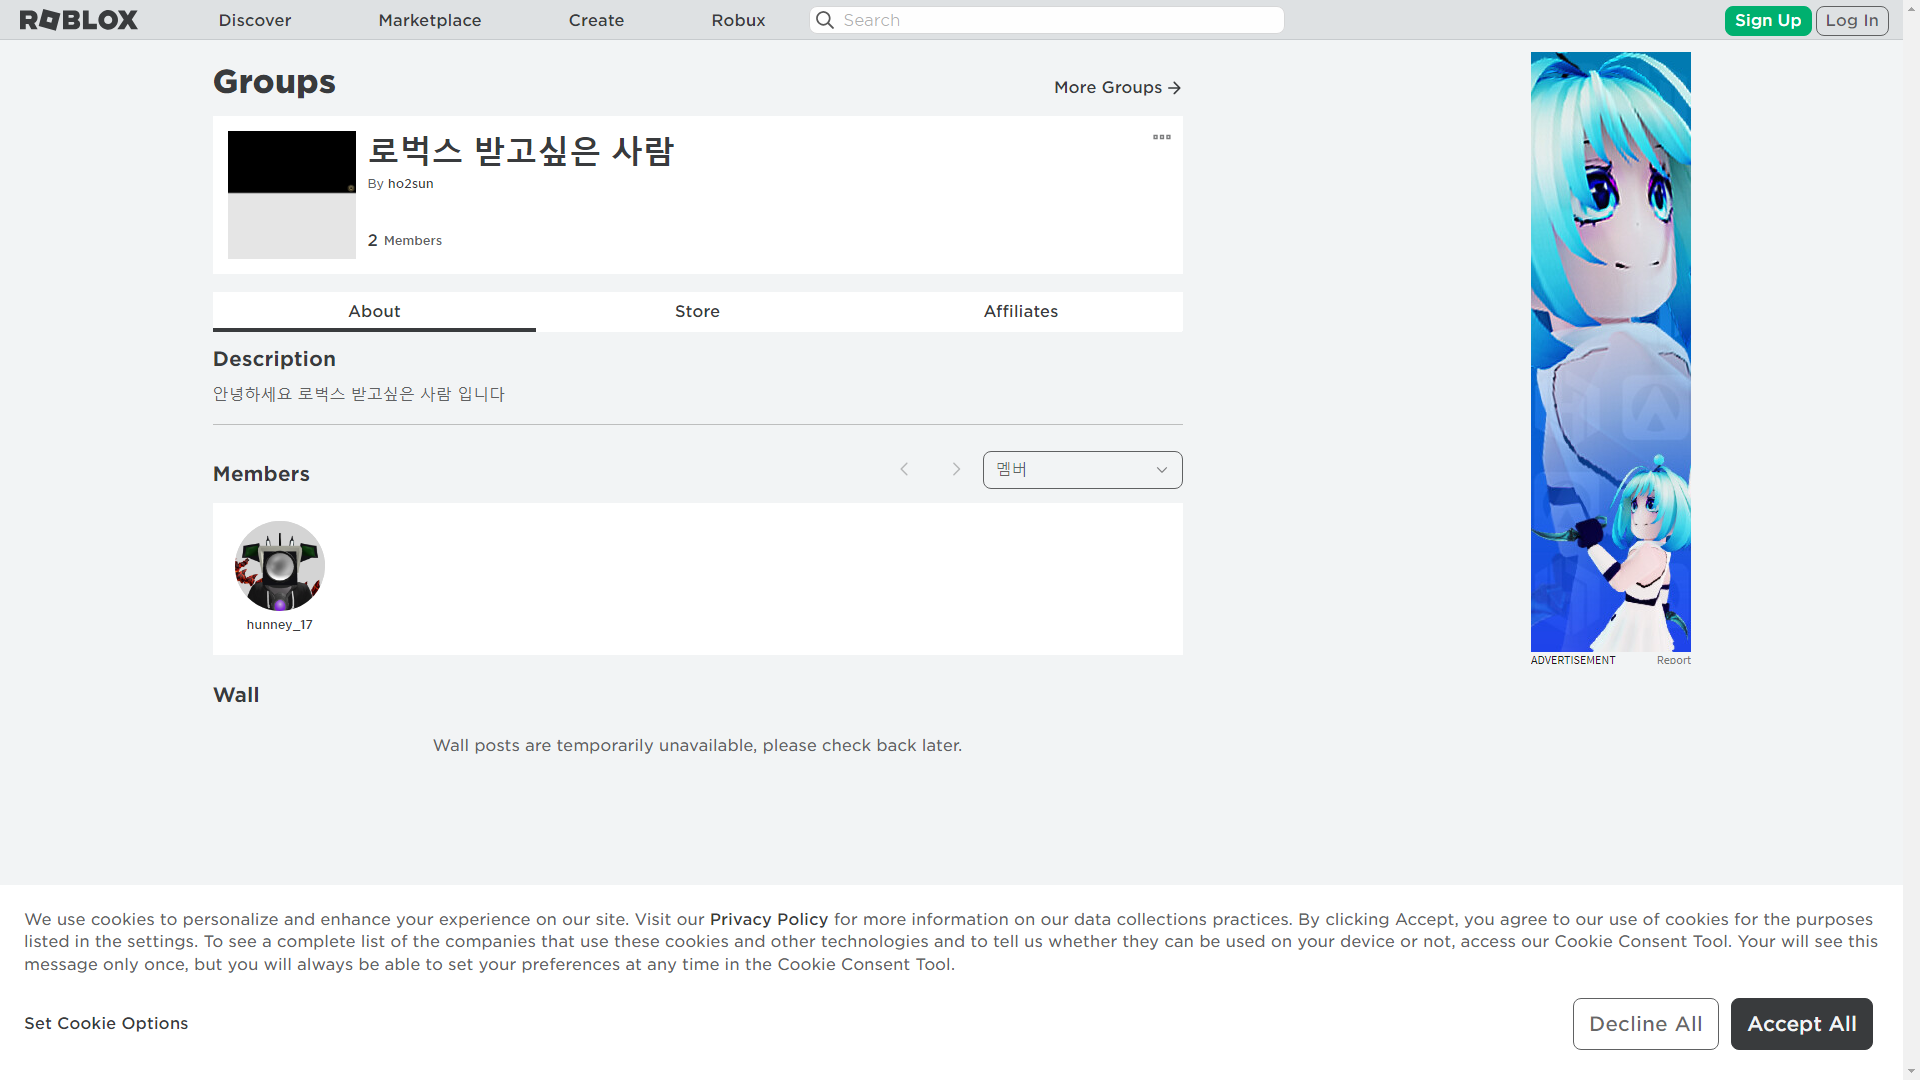 ROBLOX
Discover
Marketplace
Create
Robux
Search
Sign Up
Log In
Groups
More Groups
로벅스 받고싶은 사람
By ho2sun
2 Members
About
Store
Affiliates
Description
안녕하세요 로벅스 받고싶은 사람 입니다
Members
멤버
hunney_17
ADVERTISEMENT
Report
Wall
Wall posts are temporarily unavailable, please check back later.
We use cookies to personalize and enhance your experience on our site. Visit our Privacy Policy for more information on our data collections practices. By clicking Accept, you agree to our use of cookies for the purposes
listed in the settings. To see a complete list of the companies that use these cookies and other technologies and to tell us whether they can be used on your device or not, access our Cookie Consent Tool. Your will see this
message only once, but you will always be able to set your preferences at any time in the Cookie Consent Tool.
Set Cookie Options
Decline All
Accept All